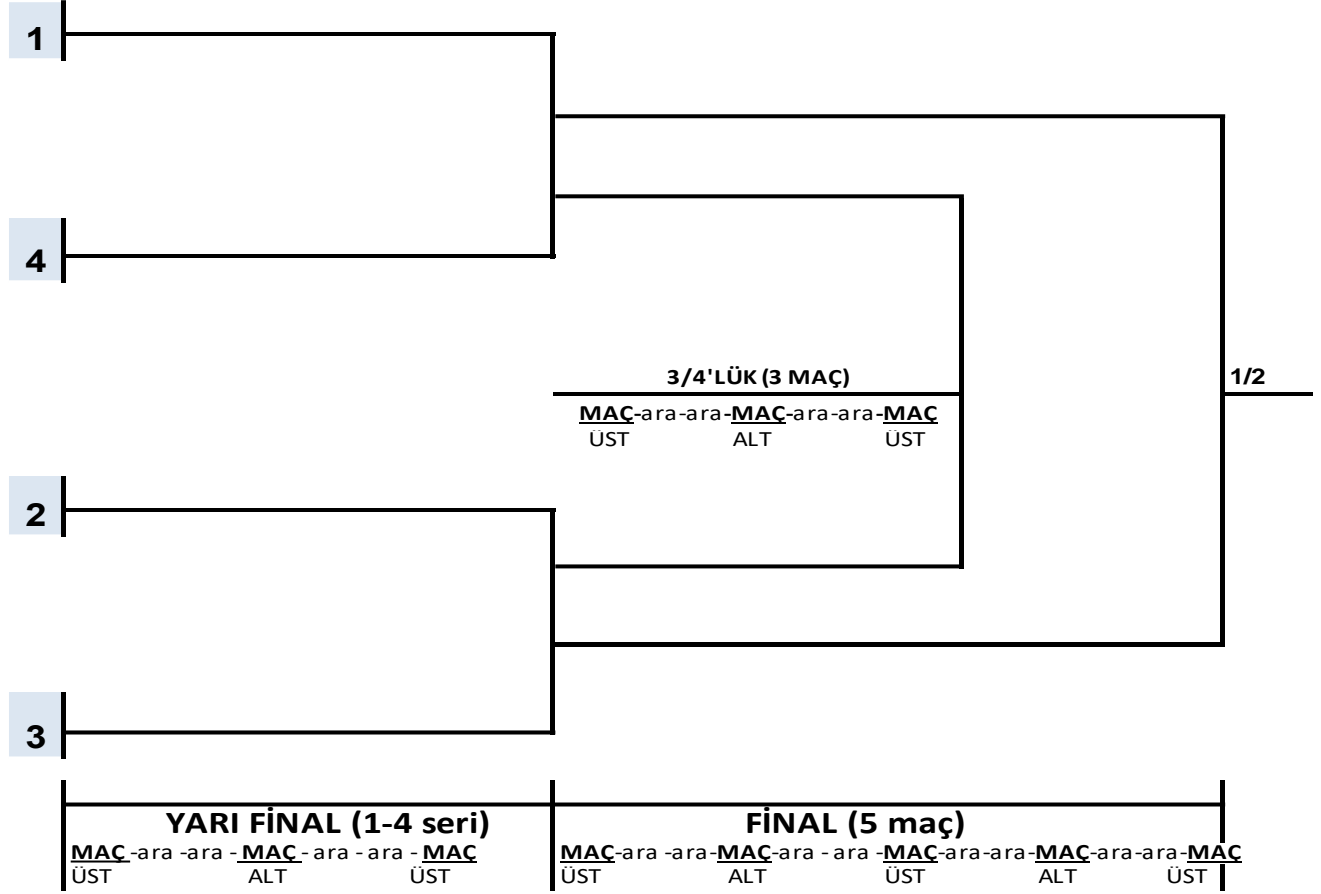 1
4
3/4'LÜK (3 MAÇ)
1/2
MAÇ-ara-ara-MAÇ-ara-ara-MAÇ
ÜST ALT ÜST
2
3
YARI FİNAL (1-4 seri) FİNAL (5 maç)
MAÇ -ara -ara - MAÇ - ara - ara - MAÇ MAÇ-ara -ara-MAÇ-ara - ara -MAÇ-ara-ara-MAÇ-ara-ara-MAÇ
ÜST ALT ÜST ÜST ALT ÜST ALT ÜST